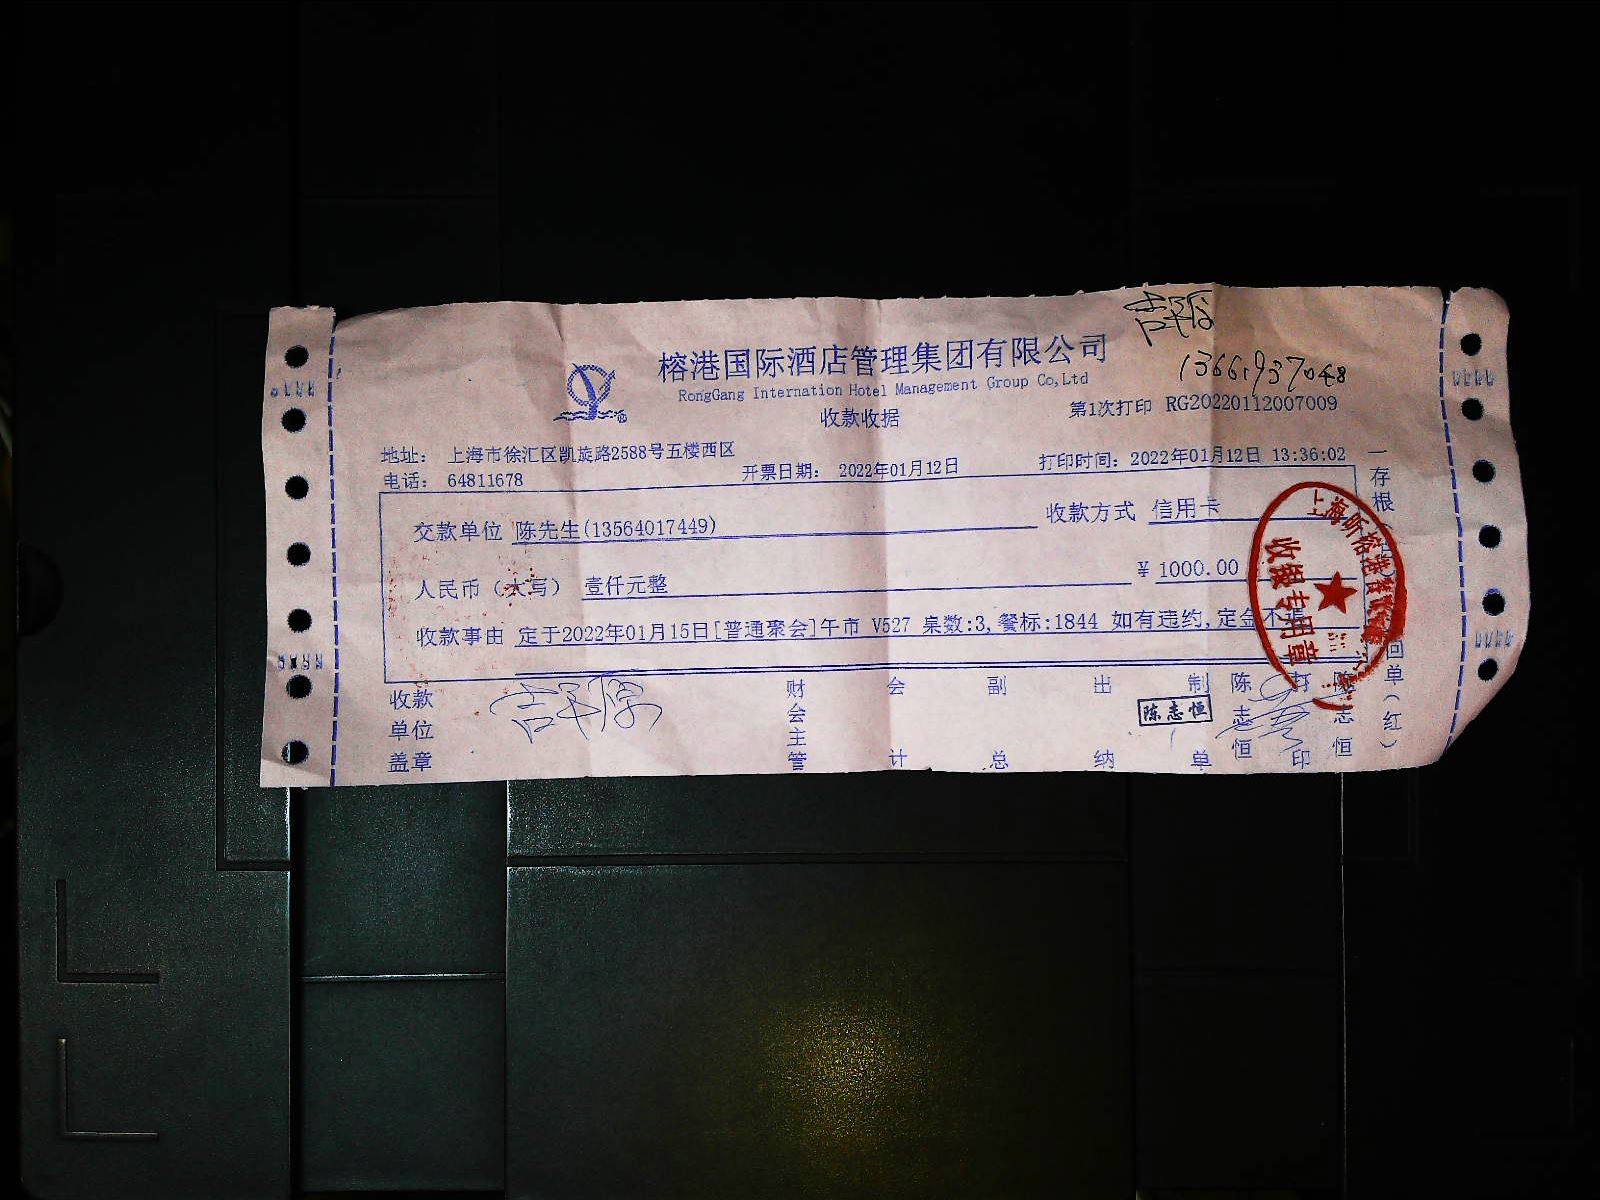 榕港国际酒店管理集团有限公司
RongGang Internation Hotel Management Group Co,Ltd
收款收据
第1次打印 RG20220112007009
地址： 上海市徐汇区凯旋路2588号五楼西区
电话： 64811678
开票日期： 2022年01月12日
打印时间：2022年01月12日 13:36:02
交款单位 陈先生(13564017449)
收款方式 信用卡
人民币（大写） 壹仟元整
¥ 1000.00
收款事由 定于2022年01月15日[普通聚会]午市 V527 桌数:3,餐标:1844 如有违约,定金不
收款单位盖章
财会主管
会计
副总
出纳
制单
陈志恒
打印
陈志恒
陈志恒
收银专用章
一存根
回单(红)